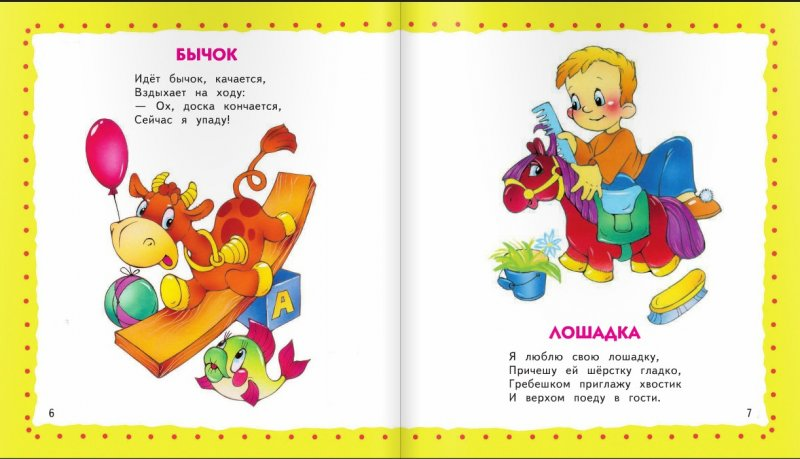 БЫЧОК
Идёт бычок, качается,
Вздыхает на ходу:
— Ох, доска кончается,
Сейчас я упаду!
А
6
ЛОШАДКА
Я люблю свою лошадку,
Причешу ей шёрстку гладко,
Гребешком приглажу хвостик
И верхом поеду в гости.
7